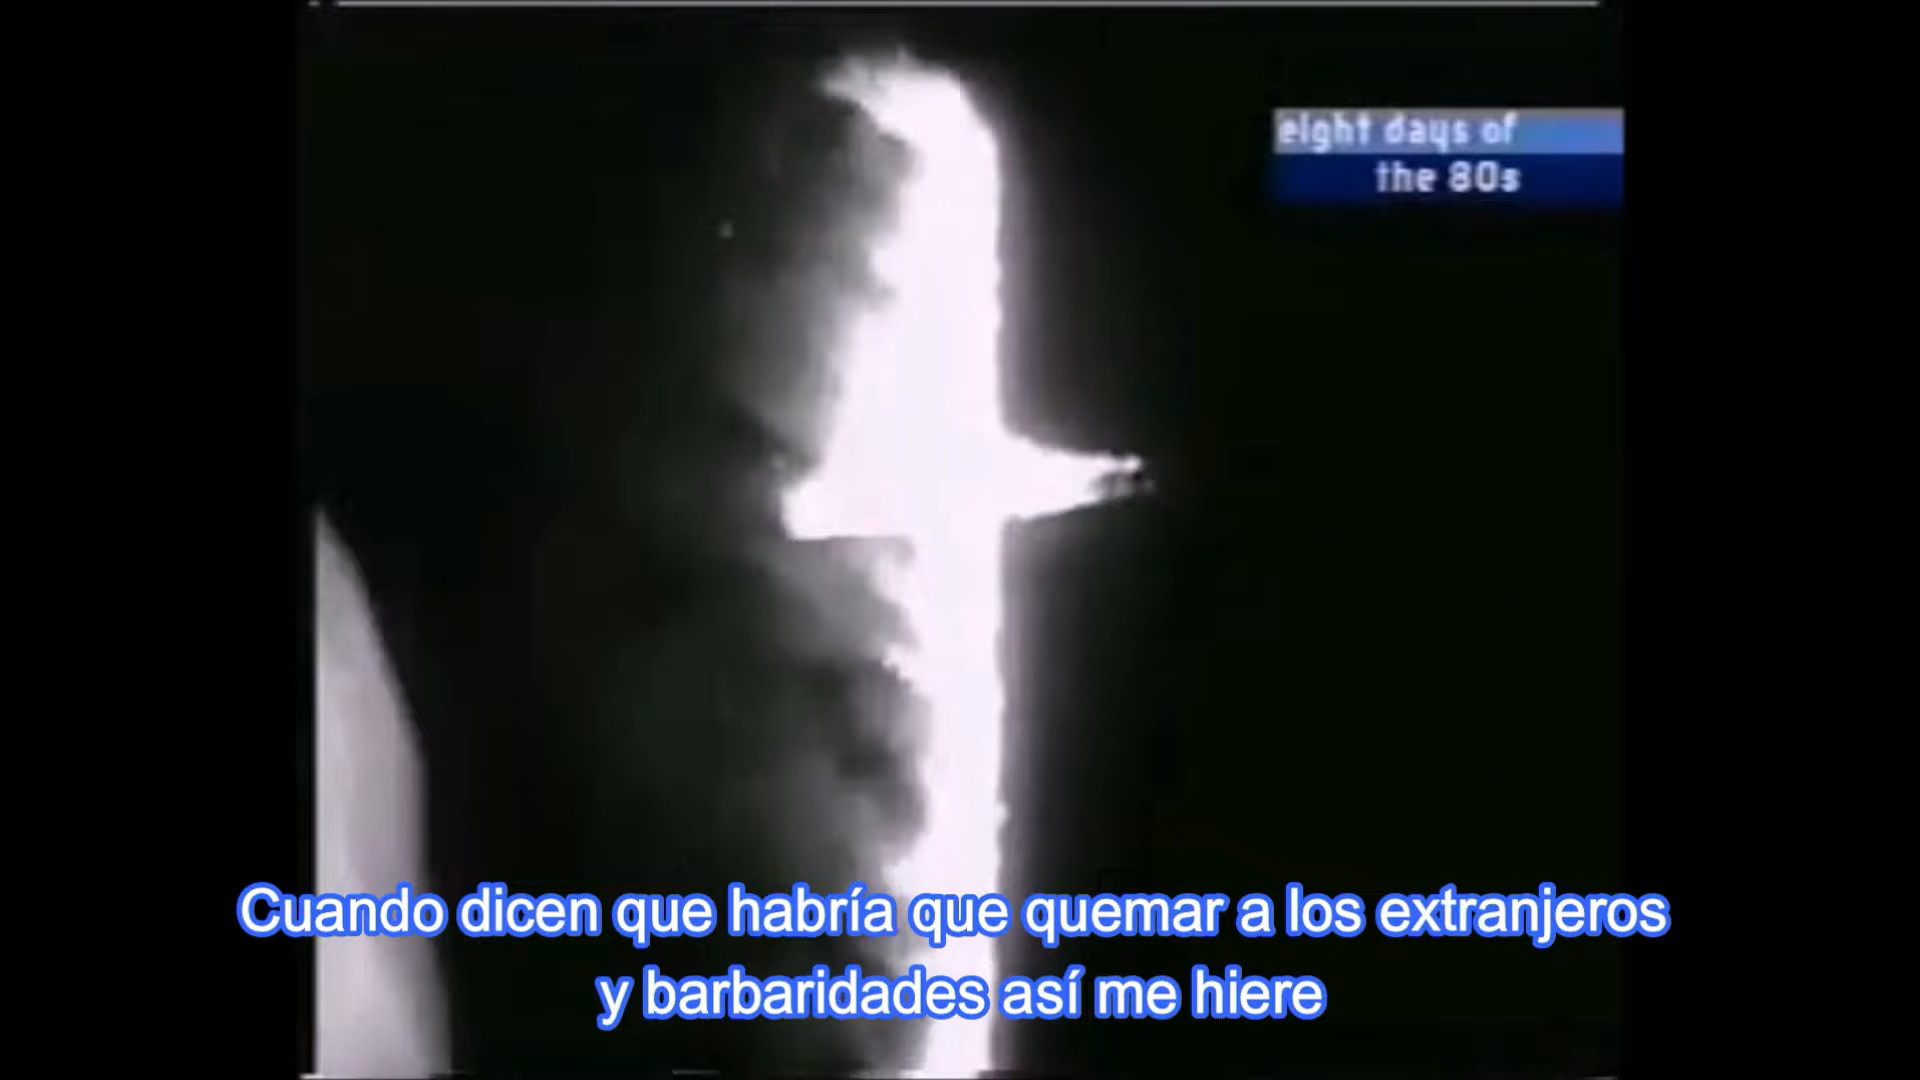 eight days of
the 80s
Cuando dicen que habría que quemar a los extranjeros
y barbaridades así me hiere